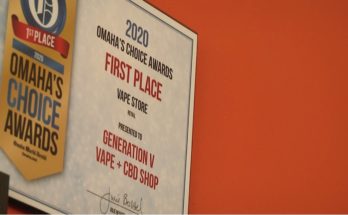 1ST PLACE
2020
OMAHA'S
CHOICE
AWARDS
2020
OMAHA'S CHOICE AWARDS
FIRST PLACE
VAPE STORE
RETAIL
PRESENTED TO
GENERATION V
VAPE + CBD SHOP